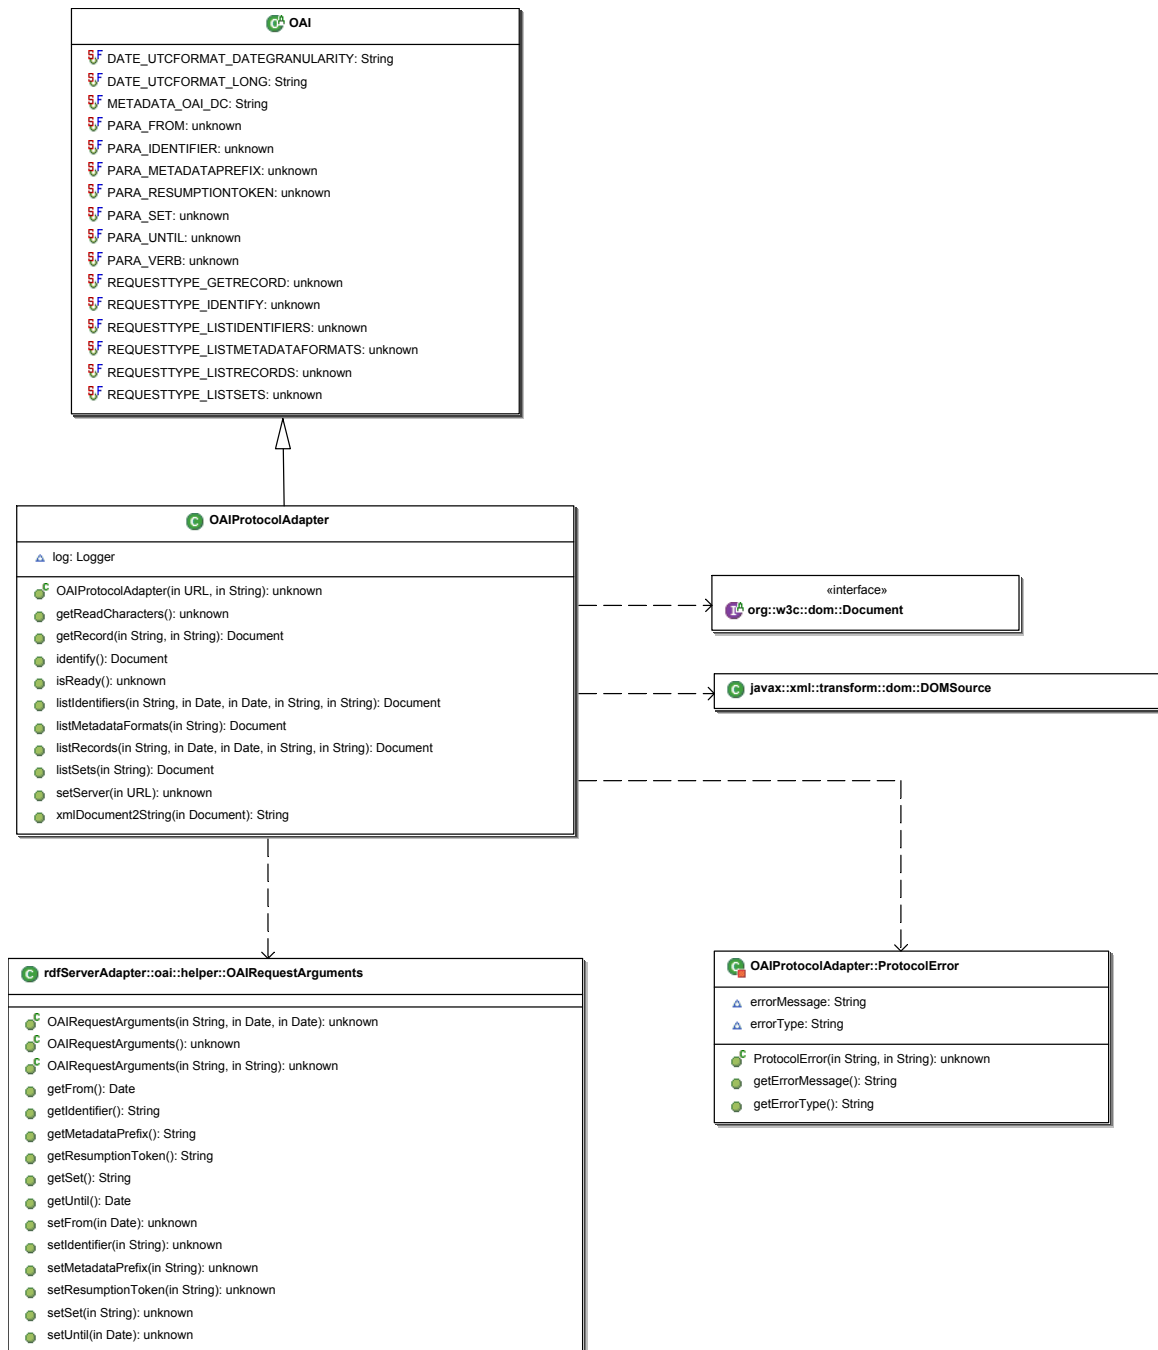 OAI
DATE_UTCFORMAT_DATEGRANULARITY: String
DATE_UTCFORMAT_LONG: String
METADATA_OAI_DC: String
PARA_FROM: unknown
PARA_IDENTIFIER: unknown
PARA_METADATAPREFIX: unknown
PARA_RESUMPTIONTOKEN: unknown
PARA_SET: unknown
PARA_UNTIL: unknown
PARA_VERB: unknown
REQUESTTYPE_GETRECORD: unknown
REQUESTTYPE_IDENTIFY: unknown
REQUESTTYPE_LISTIDENTIFIERS: unknown
REQUESTTYPE_LISTMETADATAFORMATS: unknown
REQUESTTYPE_LISTRECORDS: unknown
REQUESTTYPE_LISTSETS: unknown
OAIProtocolAdapter
log: Logger
OAIProtocolAdapter(in URL, in String): unknown
getReadCharacters(): unknown
getRecord(in String, in String): Document
identify(): Document
isReady(): unknown
listIdentifiers(in String, in Date, in Date, in String, in String): Document
listMetadataFormats(in String): Document
listRecords(in String, in Date, in Date, in String, in String): Document
listSets(in String): Document
setServer(in URL): unknown
xmlDocument2String(in Document): String
«interface»
org::w3c::dom::Document
javax::xml::transform::dom::DOMSource
rdfServerAdapter::oai::helper::OAIRequestArguments
OAIRequestArguments(in String, in Date, in Date): unknown
OAIRequestArguments(): unknown
OAIRequestArguments(in String, in String): unknown
getFrom(): Date
getIdentifier(): String
getMetadataPrefix(): String
getResumptionToken(): String
getSet(): String
getUntil(): Date
setFrom(in Date): unknown
setIdentifier(in String): unknown
setMetadataPrefix(in String): unknown
setResumptionToken(in String): unknown
setSet(in String): unknown
setUntil(in Date): unknown
OAIProtocolAdapter::ProtocolError
errorMessage: String
errorType: String
ProtocolError(in String, in String): unknown
getErrorMessage(): String
getErrorType(): String